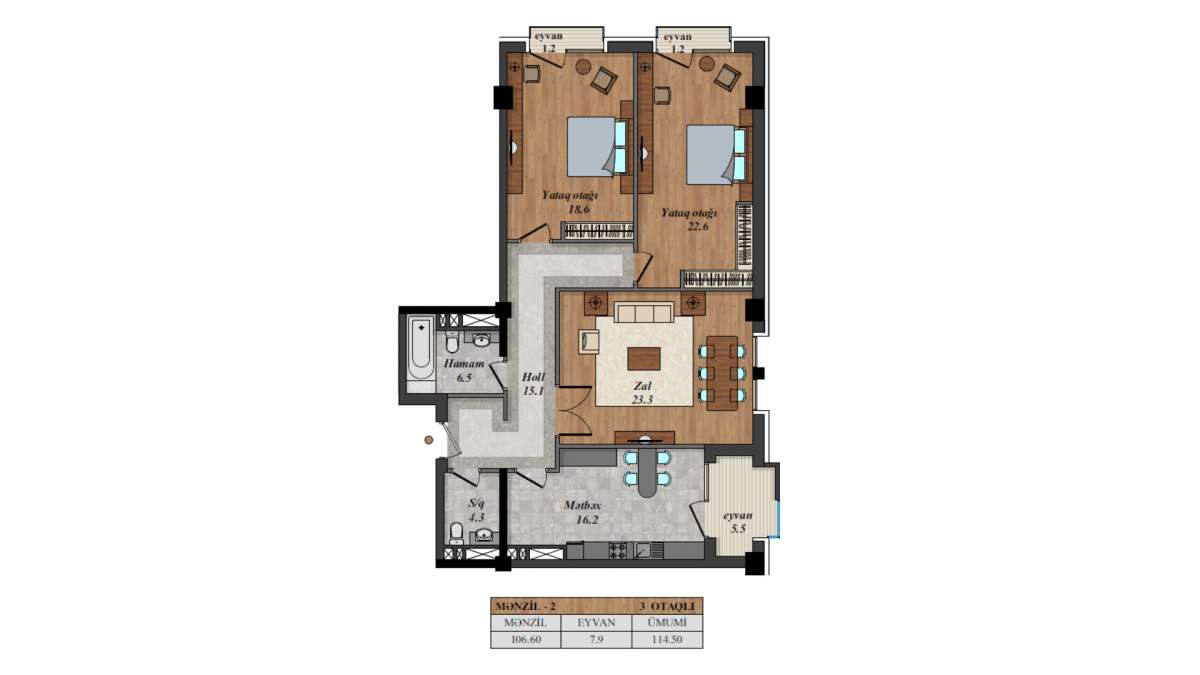 eyvan
1.2
eyvan
1.2
Yataq otağı
18.6
Yataq otağı
22.6
Hamam
6.5
Holl
15.1
Zal
23.3
S/q
4.3
Mətbəx
16.2
eyvan
5.5
MƏNZİL - 2 3 OTAQLI
MƏNZİL EYVAN ÜMUMİ
106.60 7.9 114.50